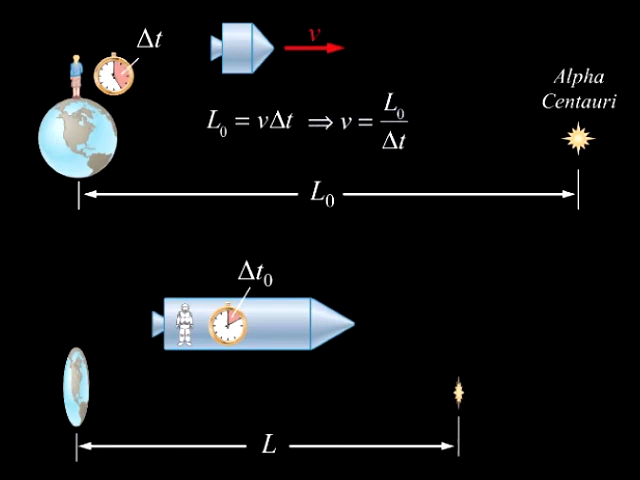 Δt
v
Alpha
Centauri
L₀ = vΔt ⇒ v = L₀/Δt
L₀
Δt₀
L